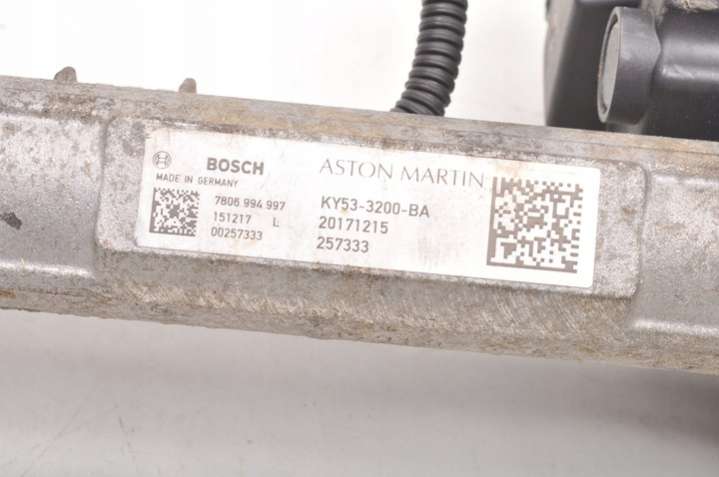 BOSCH
MADE IN GERMANY
7806 994 997
151217 L
00257333
ASTON MARTIN
KY53-3200-BA
20171215
257333